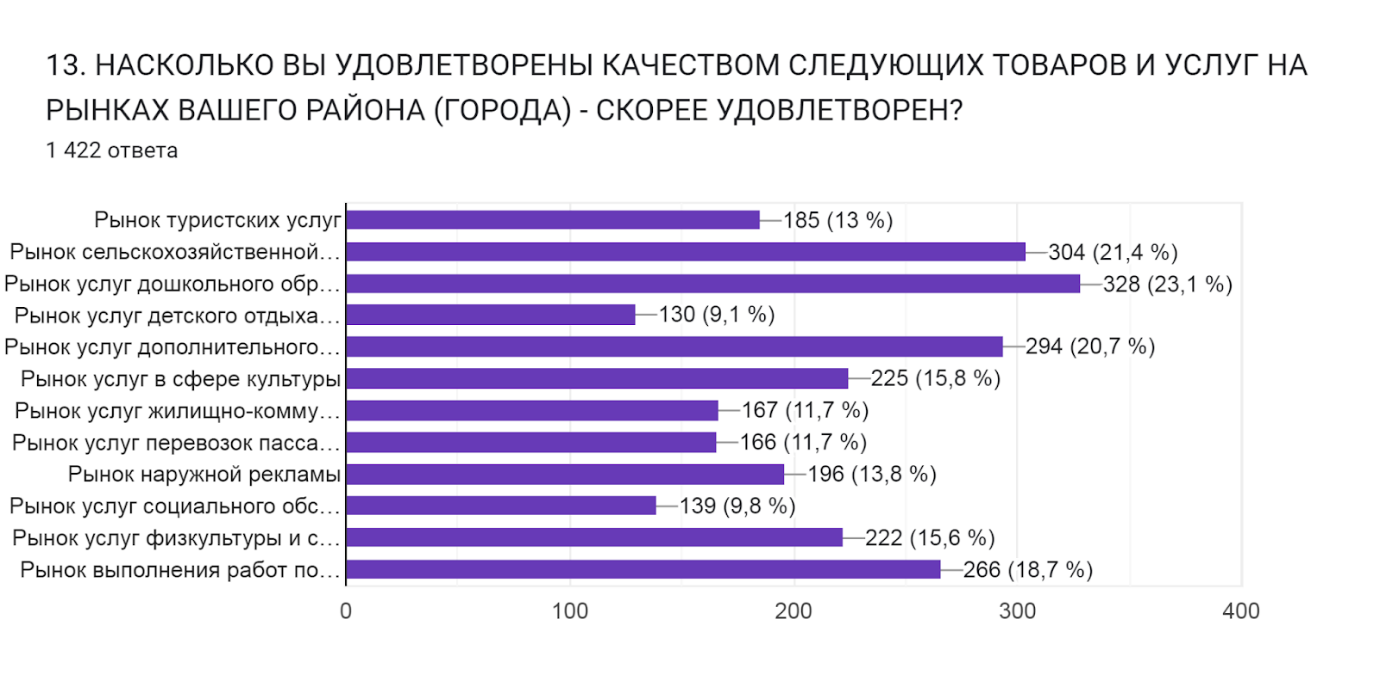 13. НАСКОЛЬКО ВЫ УДОВЛЕТВОРЕНЫ КАЧЕСТВОМ СЛЕДУЮЩИХ ТОВАРОВ И УСЛУГ НА
РЫНКАХ ВАШЕГО РАЙОНА (ГОРОДА) - СКОРЕЕ УДОВЛЕТВОРЕН?
1 422 ответа
Рынок туристских услуг 185 (13 %)
Рынок сельскохозяйственной… 304 (21,4 %)
Рынок услуг дошкольного обр… 328 (23,1 %)
Рынок услуг детского отдыха… 130 (9,1 %)
Рынок услуг дополнительного… 294 (20,7 %)
Рынок услуг в сфере культуры 225 (15,8 %)
Рынок услуг жилищно-комму… 167 (11,7 %)
Рынок услуг перевозок пасса… 166 (11,7 %)
Рынок наружной рекламы 196 (13,8 %)
Рынок услуг социального обс… 139 (9,8 %)
Рынок услуг физкультуры и с… 222 (15,6 %)
Рынок выполнения работ по… 266 (18,7 %)
0 100 200 300 400